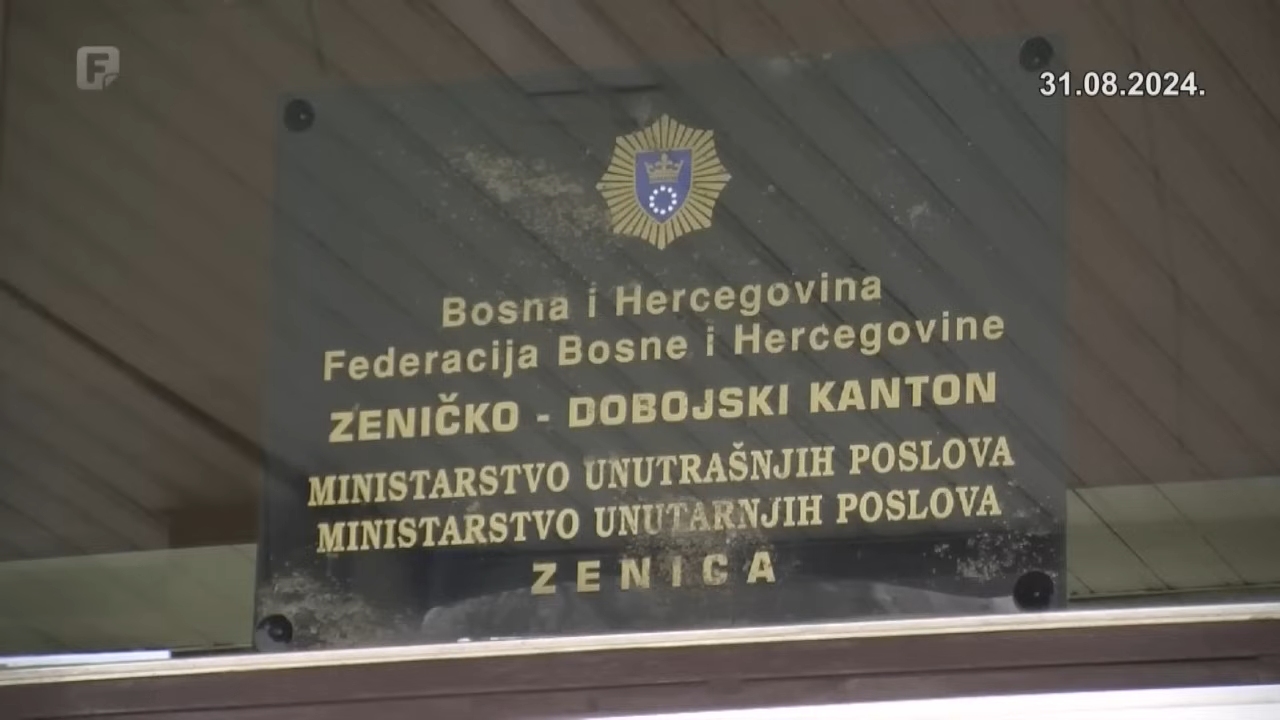 F
31.08.2024.
Bosna i Hercegovina
Federacija Bosne i Hercegovine
ZENIČKO - DOBOJSKI KANTON
MINISTARSTVO UNUTRAŠNJIH POSLOVA
MINISTARSTVO UNUTARNJIH POSLOVA
ZENICA